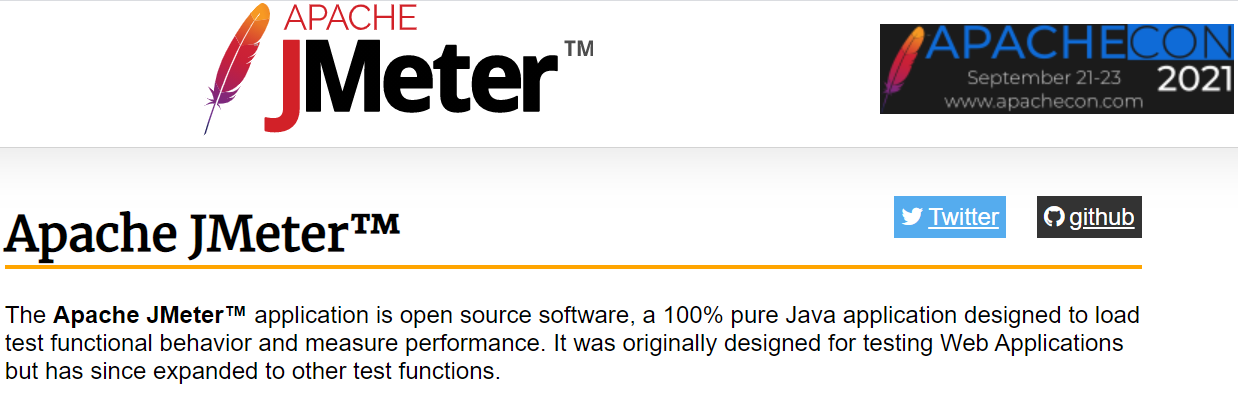 APACHE
JMeter™
APACHECON
September 21-23 2021
www.apachecon.com
Apache JMeter™
Twitter
github
The Apache JMeter™ application is open source software, a 100% pure Java application designed to load
test functional behavior and measure performance. It was originally designed for testing Web Applications
but has since expanded to other test functions.